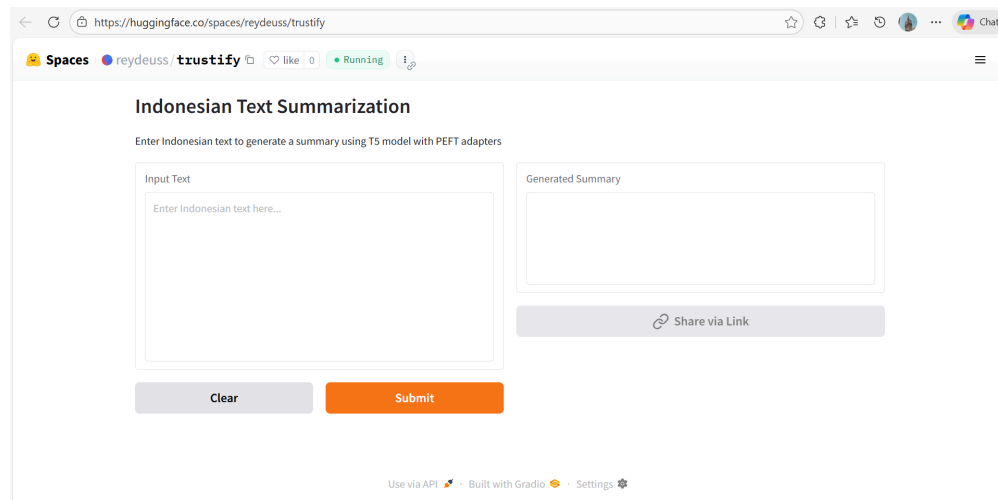 https://huggingface.co/spaces/reydeuss/trustify
Chat
Spaces reydeuss/trustify like 0 Running
Indonesian Text Summarization
Enter Indonesian text to generate a summary using T5 model with PEFT adapters
Input Text
Enter Indonesian text here...
Generated Summary
Share via Link
Clear Submit
Use via API · Built with Gradio · Settings